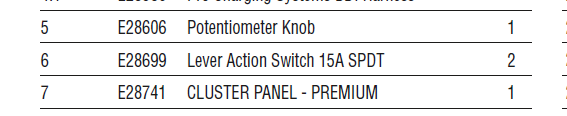 5 E28606 Potentiometer Knob 1
6 E28699 Lever Action Switch 15A SPDT 2
7 E28741 CLUSTER PANEL - PREMIUM 1